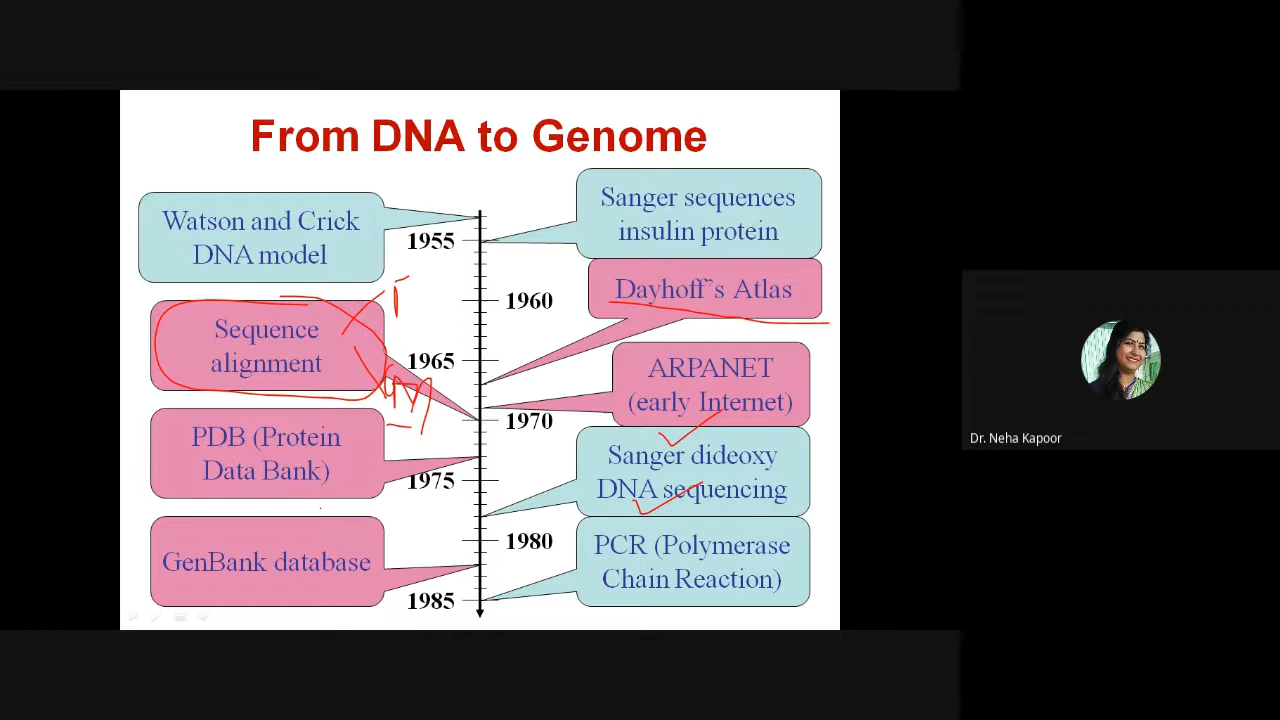 From DNA to Genome
Watson and Crick
DNA model
Sanger sequences
insulin protein
1955
Dayhoff's Atlas
1960
Sequence
alignment
1965
ARPANET
(early Internet)
1970
PDB (Protein
Data Bank)
1975
Sanger dideoxy
DNA sequencing
1980
GenBank database
PCR (Polymerase
Chain Reaction)
1985
Dr. Neha Kapoor